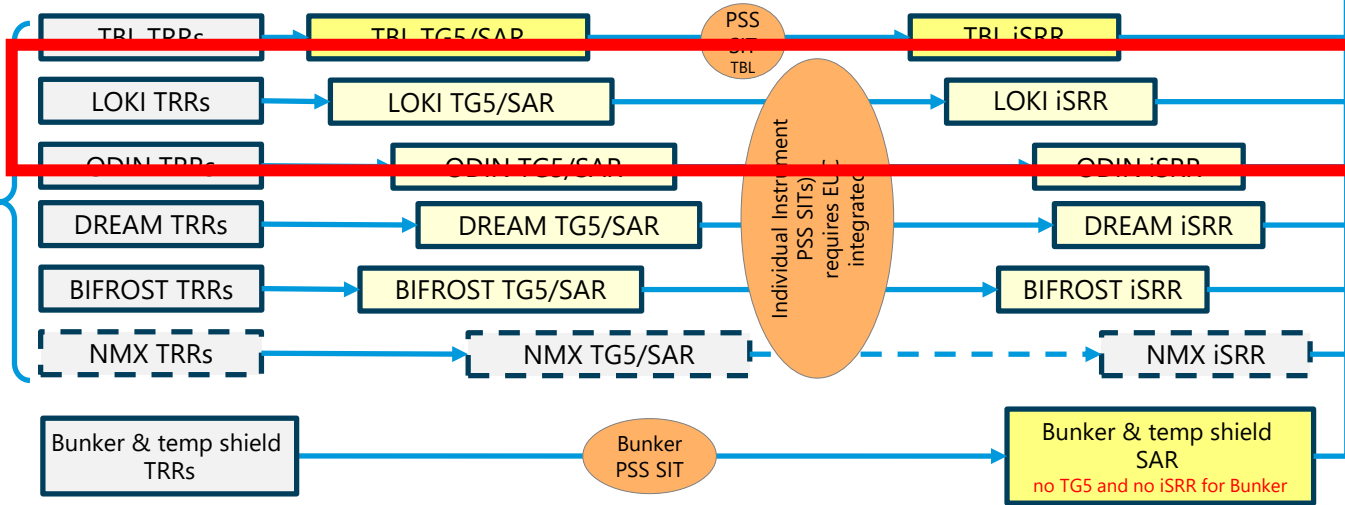 TBL TRRs
TBL TG5/SAR
PSS
SIT
TBL
TBL iSRR
LOKI TRRs
LOKI TG5/SAR
LOKI iSRR
ODIN TRRs
ODIN TG5/SAR
ODIN iSRR
Individual Instrument
PSS SITs)
requires
integrated
DREAM TRRs
DREAM TG5/SAR
DREAM iSRR
BIFROST TRRs
BIFROST TG5/SAR
BIFROST iSRR
NMX TRRs
NMX TG5/SAR
NMX iSRR
Bunker & temp shield
TRRs
Bunker
PSS SIT
Bunker & temp shield
SAR
no TG5 and no iSRR for Bunker